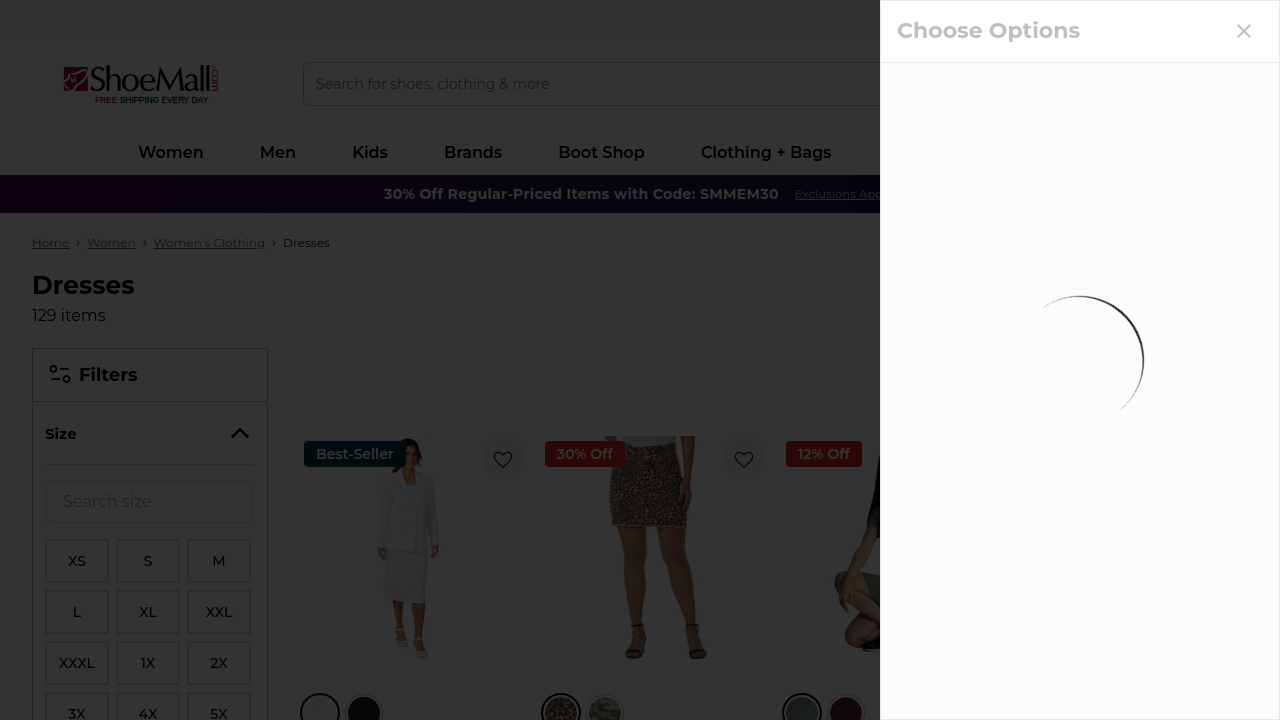 Choose Options
ShoeMall.com
FREE SHIPPING EVERY DAY
Search for shoes, clothing & more
Women
Men
Kids
Brands
Boot Shop
Clothing + Bags
30% Off Regular-Priced Items with Code: SMMEM30
Exclusions App
Home > Women > Women's Clothing > Dresses
Dresses
129 items
Filters
Size
Search size
XS
S
M
L
XL
XXL
XXXL
1X
2X
3X
4X
5X
Best-Seller
30% Off
12% Off